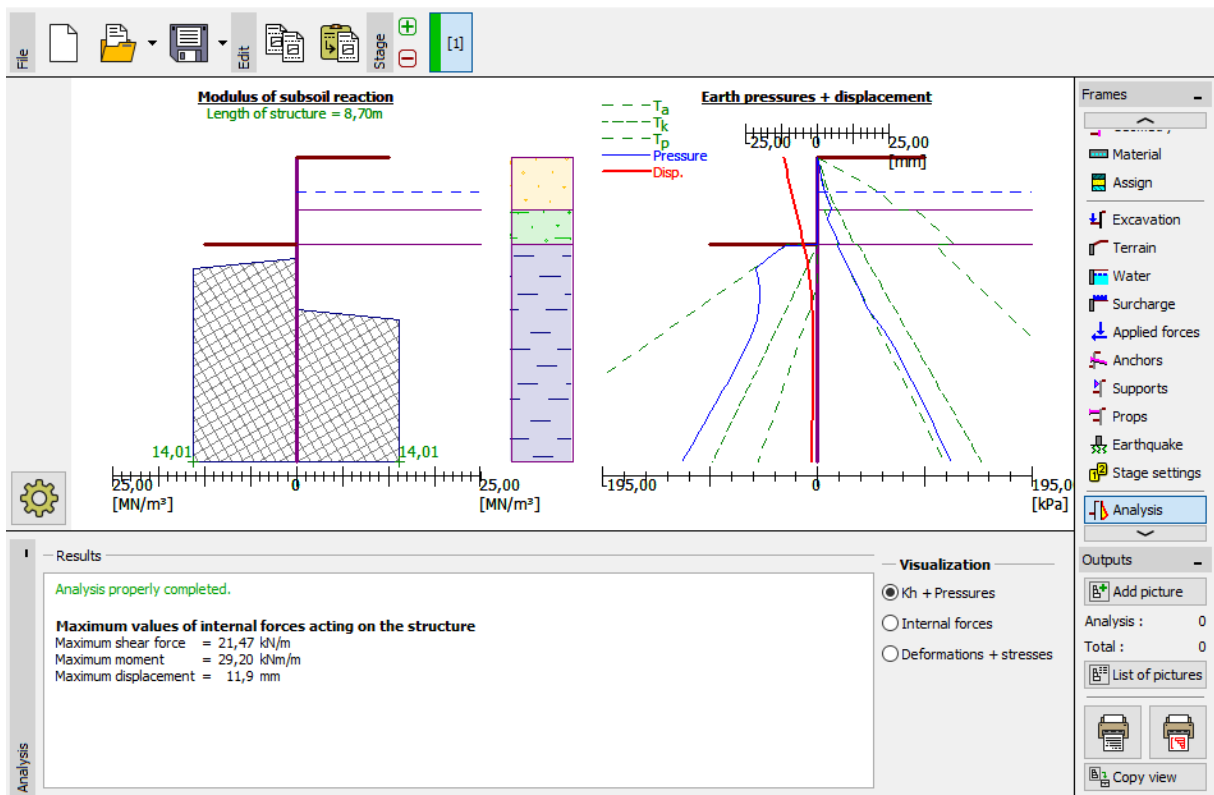 File
Edit
Stage
[1]
Modulus of subsoil reaction
Length of structure = 8,70m
14,01
14,01
25,00
0
25,00
[MN/m³]
[MN/m³]
Earth pressures + displacement
Ta
Tk
Tp
Pressure
Disp.
-25,00
0
25,00
[mm]
-195,00
0
195,0
[kPa]
Frames
Material
Assign
Excavation
Terrain
Water
Surcharge
Applied forces
Anchors
Supports
Props
Earthquake
Stage settings
Analysis
Outputs
Add picture
Analysis : 0
Total : 0
List of pictures
Copy view
Analysis
Results
Analysis properly completed.
Maximum values of internal forces acting on the structure
Maximum shear force = 21,47 kN/m
Maximum moment = 29,20 kNm/m
Maximum displacement = 11,9 mm
Visualization
Kh + Pressures
Internal forces
Deformations + stresses